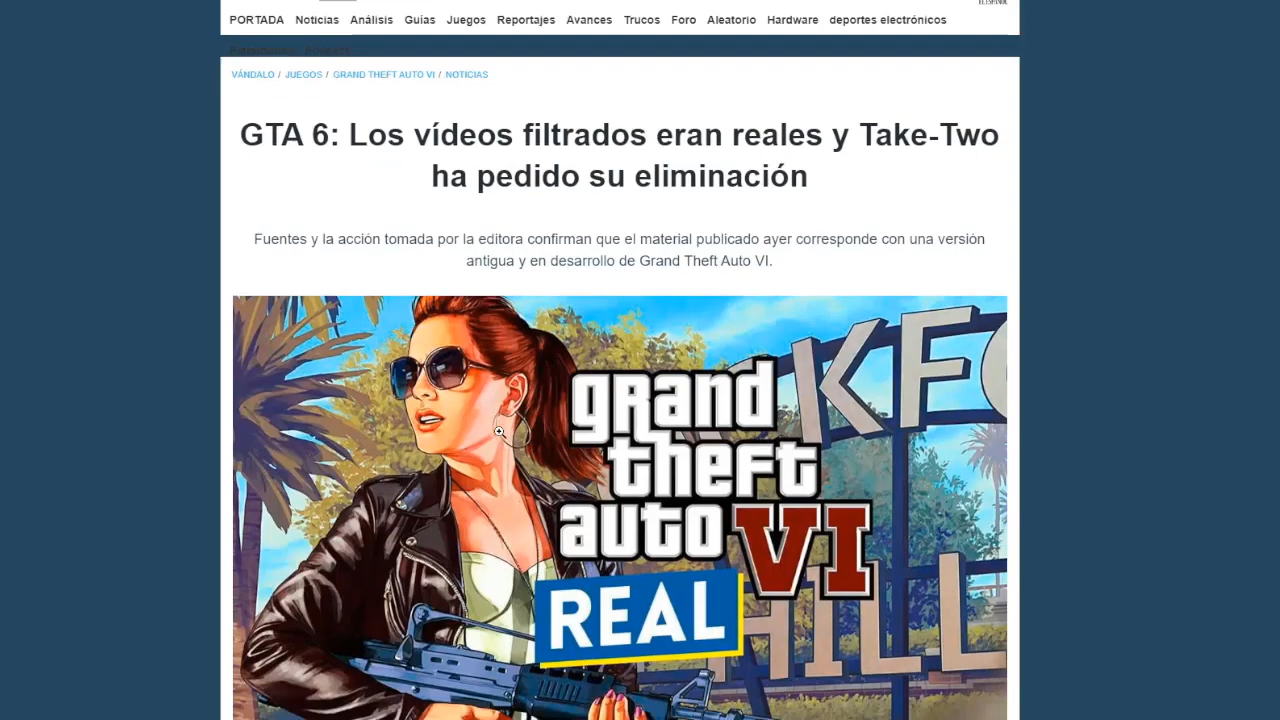 EL ESPAÑOL
PORTADA Noticias Análisis Guías Juegos Reportajes Avances Trucos Foro Aleatorio Hardware deportes electrónicos
VÁNDALO / JUEGOS / GRAND THEFT AUTO VI / NOTICIAS
GTA 6: Los vídeos filtrados eran reales y Take-Two
ha pedido su eliminación
Fuentes y la acción tomada por la editora confirman que el material publicado ayer corresponde con una versión
antigua y en desarrollo de Grand Theft Auto VI.
grand
theft
auto VI
REAL